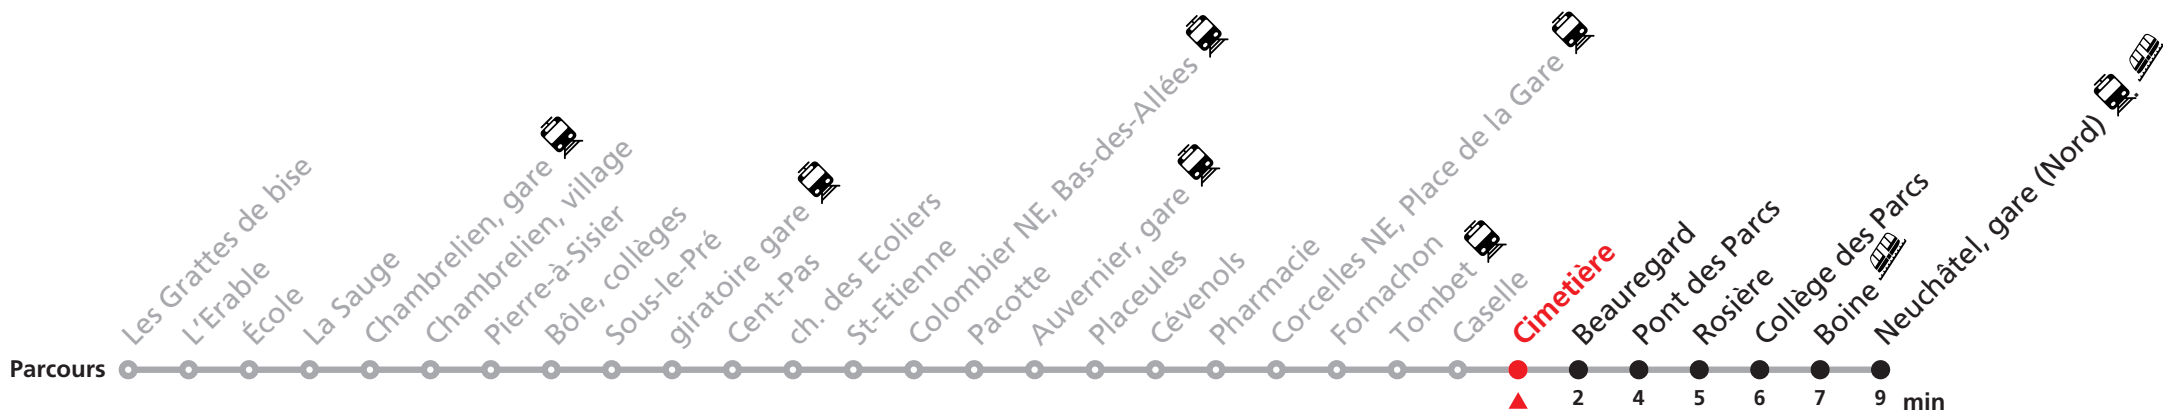 Les Grattes de bise
L'Erable
École
La Sauge
Chambrelien, gare
Chambrelien, village
Pierre-à-Sisier
Bôle, collèges
Sous-le-Pré
giratoire gare
Cent-Pas
ch. des Ecoliers
St-Etienne
Colombier NE, Bas-des-Allées
Pacotte
Auvernier, gare
Placeules
Cévenols
Pharmacie
Corcelles NE, Place de la Gare
Fornachon
Tombet
Caselle
Cimetière
Beauregard
Pont des Parcs
Rosière
Collège des Parcs
Boine
Neuchâtel, gare (Nord)
Parcours
2 4 5 6 7 9 min